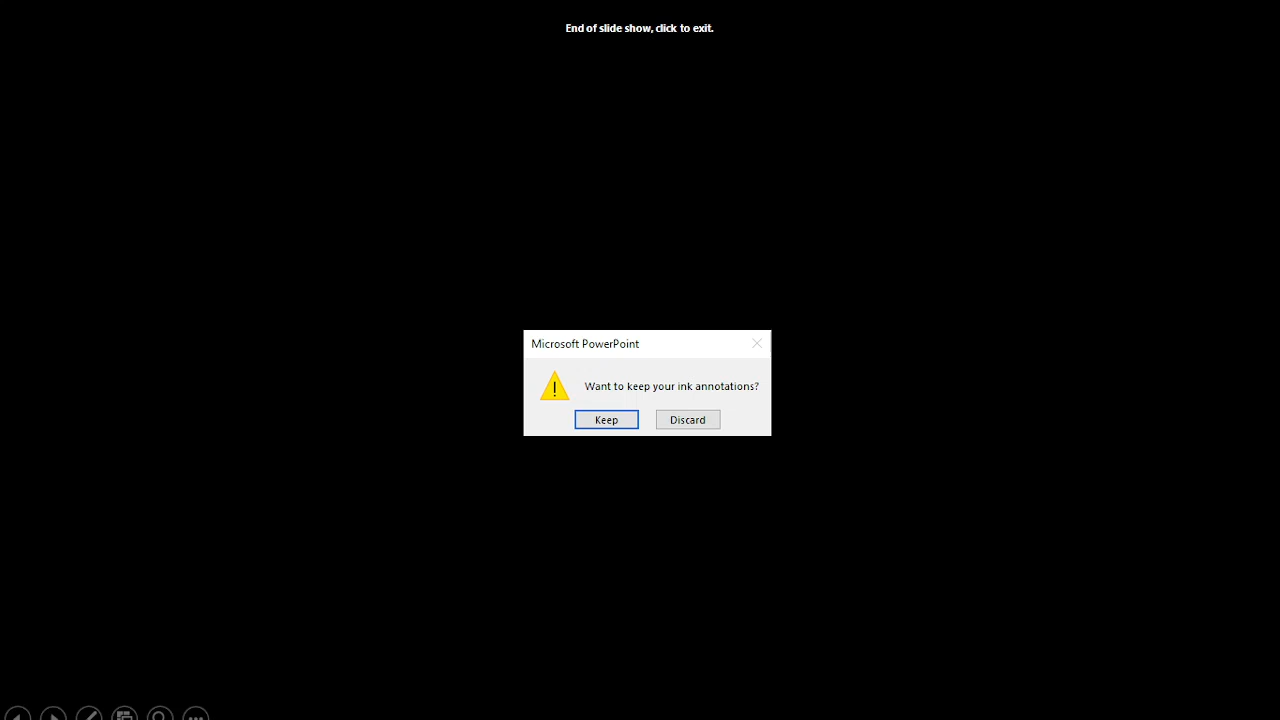 End of slide show, click to exit.
Microsoft PowerPoint
Want to keep your ink annotations?
Keep
Discard